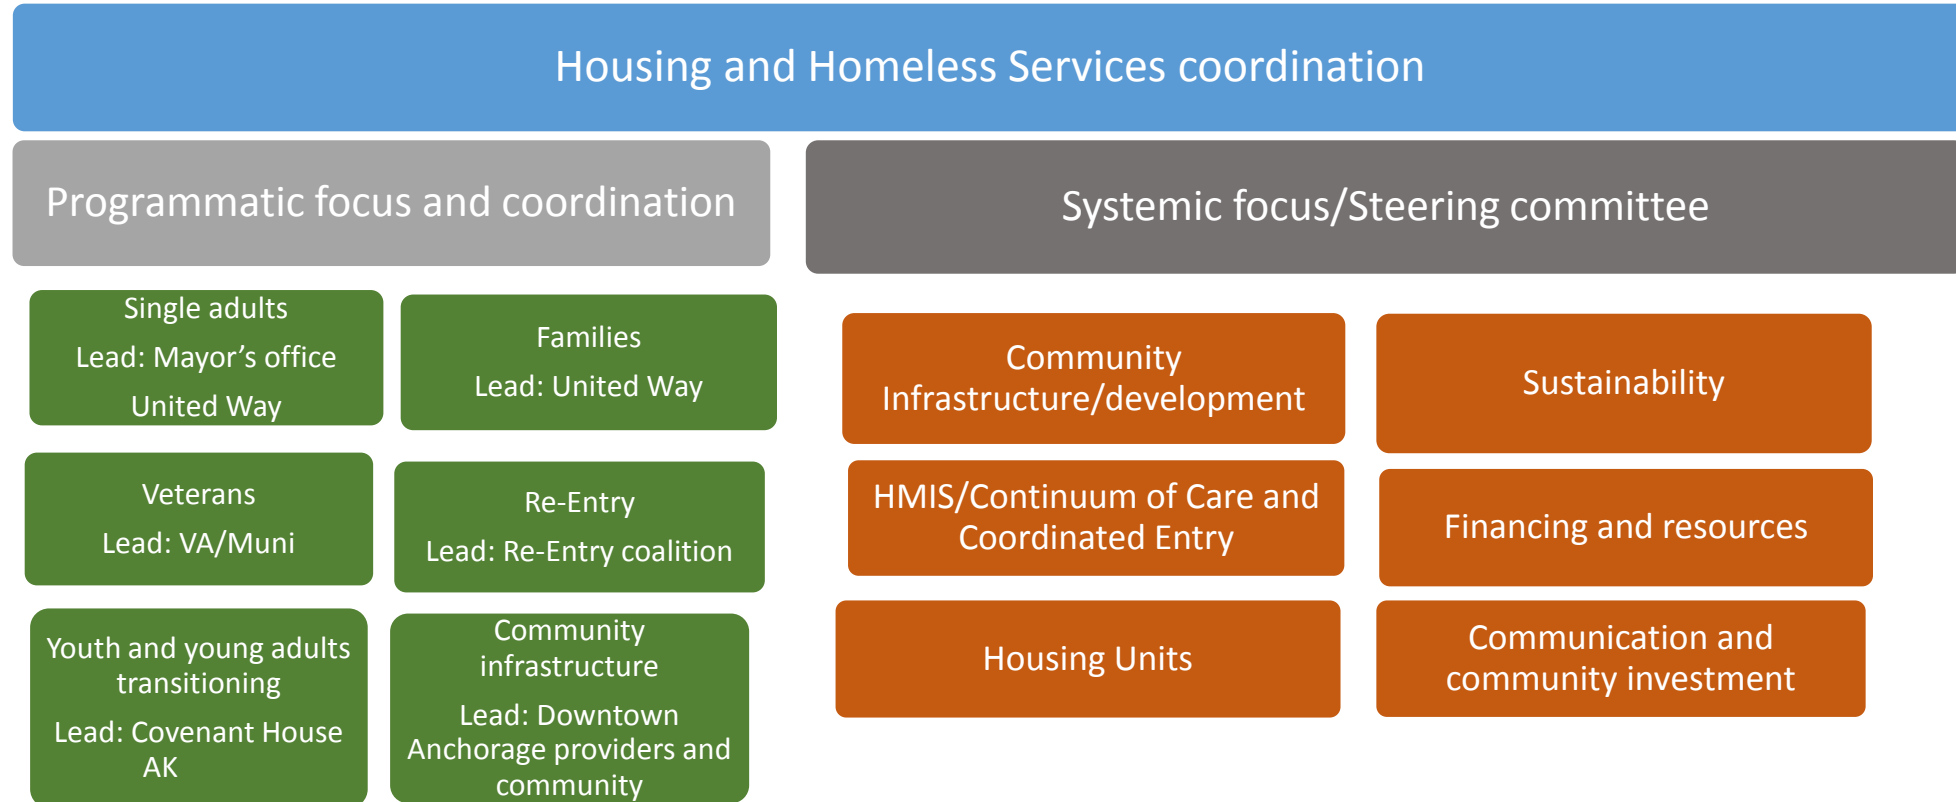 Housing and Homeless Services coordination
Programmatic focus and coordination
Systemic focus/Steering committee
Single adults
Lead: Mayor’s office
United Way
Families
Lead: United Way
Veterans
Lead: VA/Muni
Re-Entry
Lead: Re-Entry coalition
Youth and young adults
transitioning
Lead: Covenant House
AK
Community
infrastructure
Lead: Downtown
Anchorage providers and
community
Community
Infrastructure/development
Sustainability
HMIS/Continuum of Care and
Coordinated Entry
Financing and resources
Housing Units
Communication and
community investment